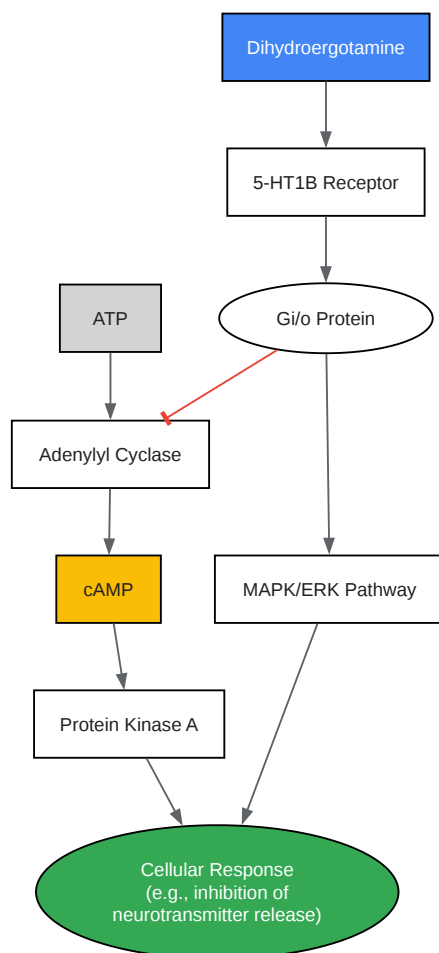 Dihydroergotamine
5-HT1B Receptor
ATP
Gi/o Protein
Adenylyl Cyclase
cAMP
MAPK/ERK Pathway
Protein Kinase A
Cellular Response
(e.g., inhibition of
neurotransmitter release)